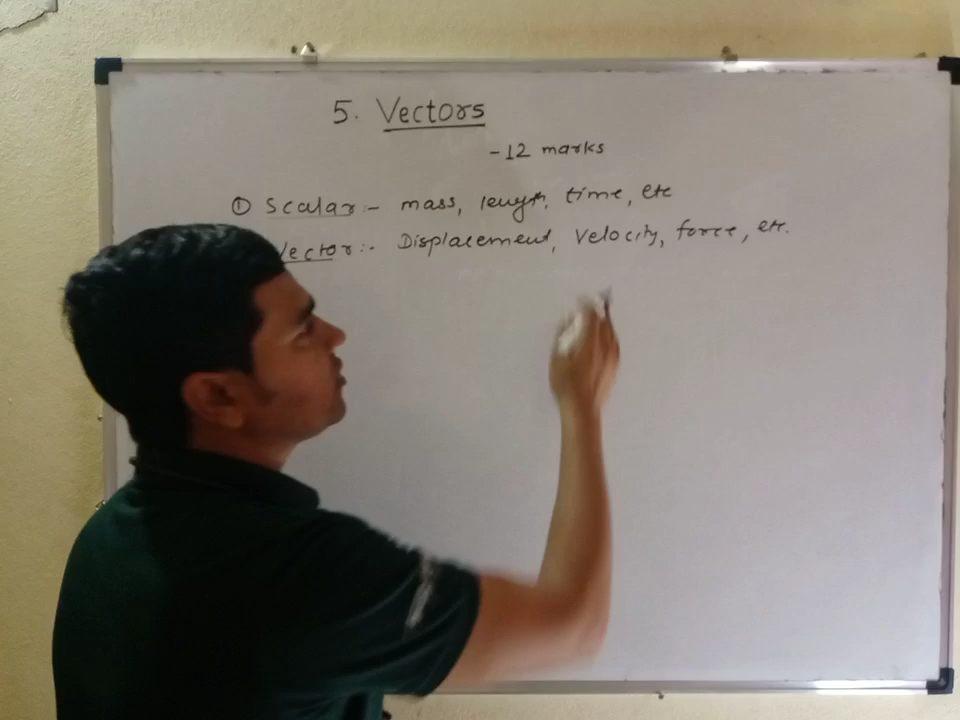 5. Vectors
-12 marks
① Scalar :- mass, length, time, etc
Vector :- Displacement, Velocity, force, etc.